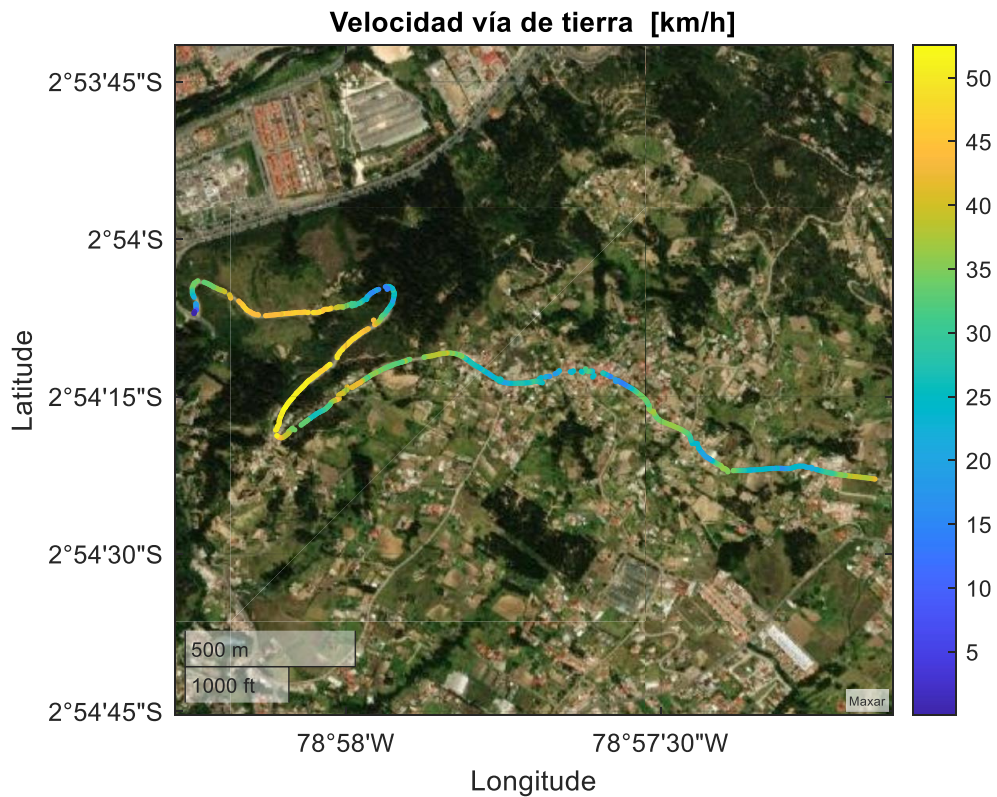 Velocidad vía de tierra [km/h]
2°53'45"S
2°54'S
2°54'15"S
2°54'30"S
2°54'45"S
Latitude
78°58'W
78°57'30"W
Longitude
500 m
1000 ft
Maxar
50
45
40
35
30
25
20
15
10
5